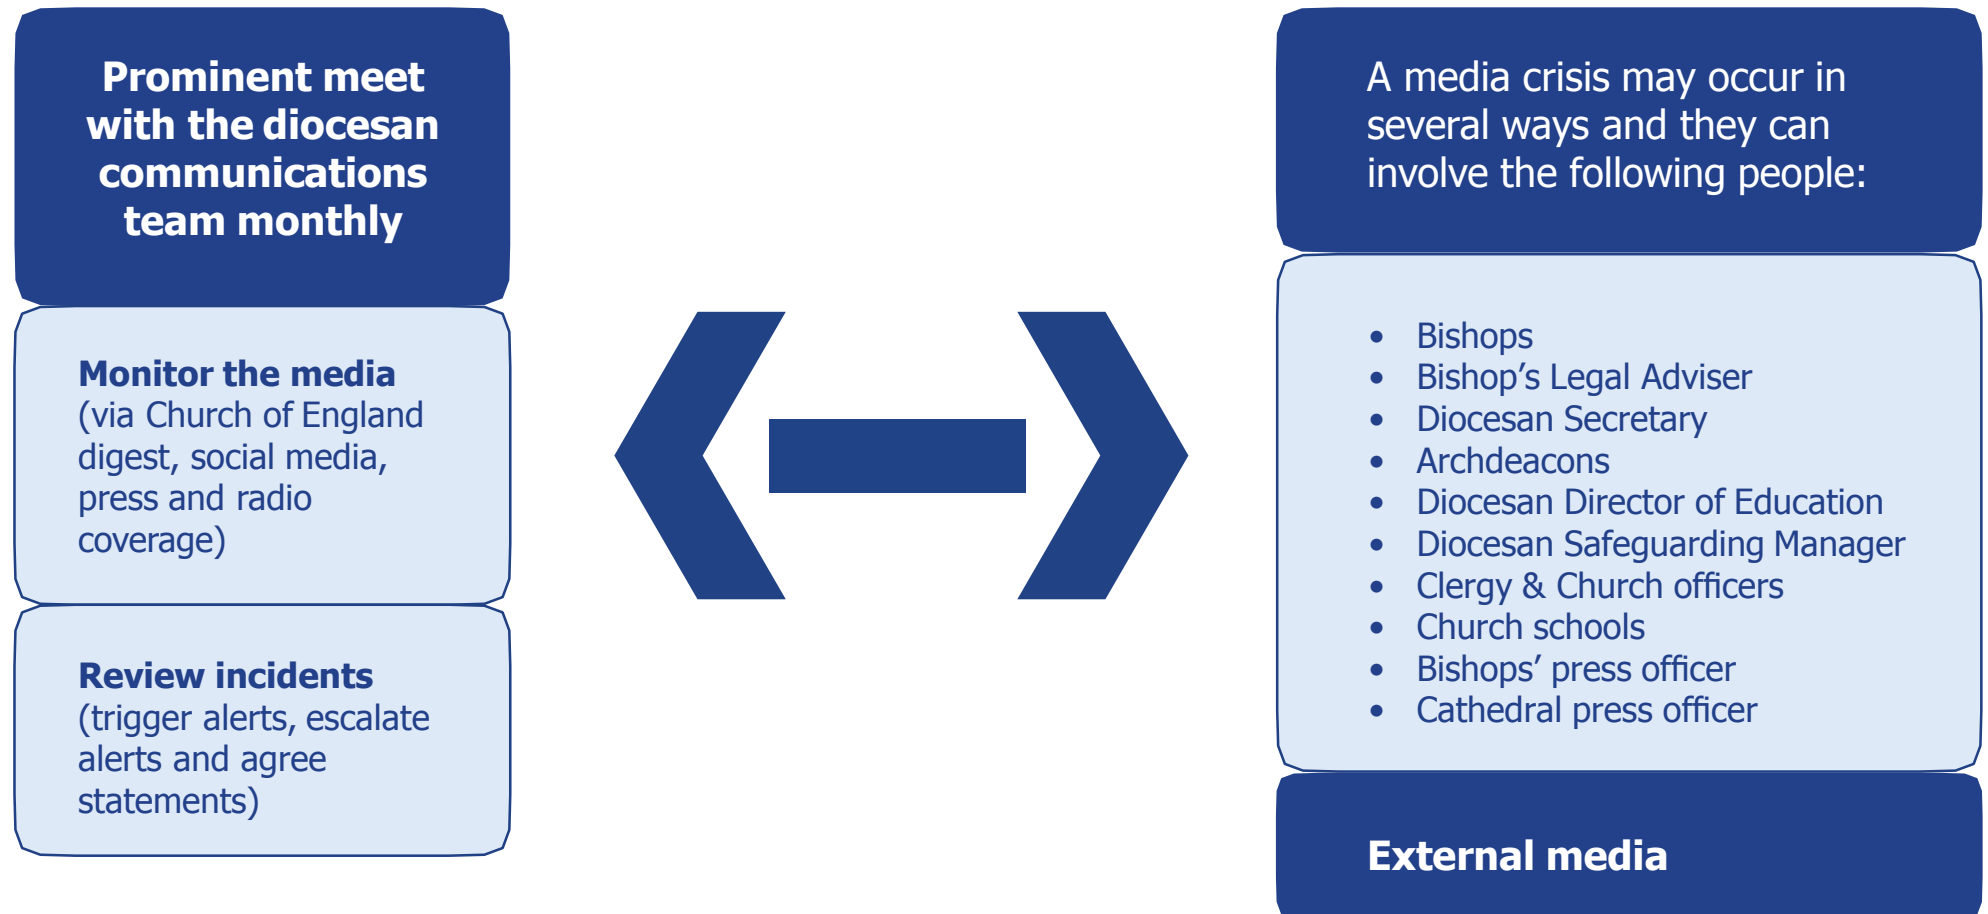 Prominent meet
with the diocesan
communications
team monthly
Monitor the media
(via Church of England
digest, social media,
press and radio
coverage)
Review incidents
(trigger alerts, escalate
alerts and agree
statements)
A media crisis may occur in
several ways and they can
involve the following people:
• Bishops
• Bishop’s Legal Adviser
• Diocesan Secretary
• Archdeacons
• Diocesan Director of Education
• Diocesan Safeguarding Manager
• Clergy & Church officers
• Church schools
• Bishops’ press officer
• Cathedral press officer
External media